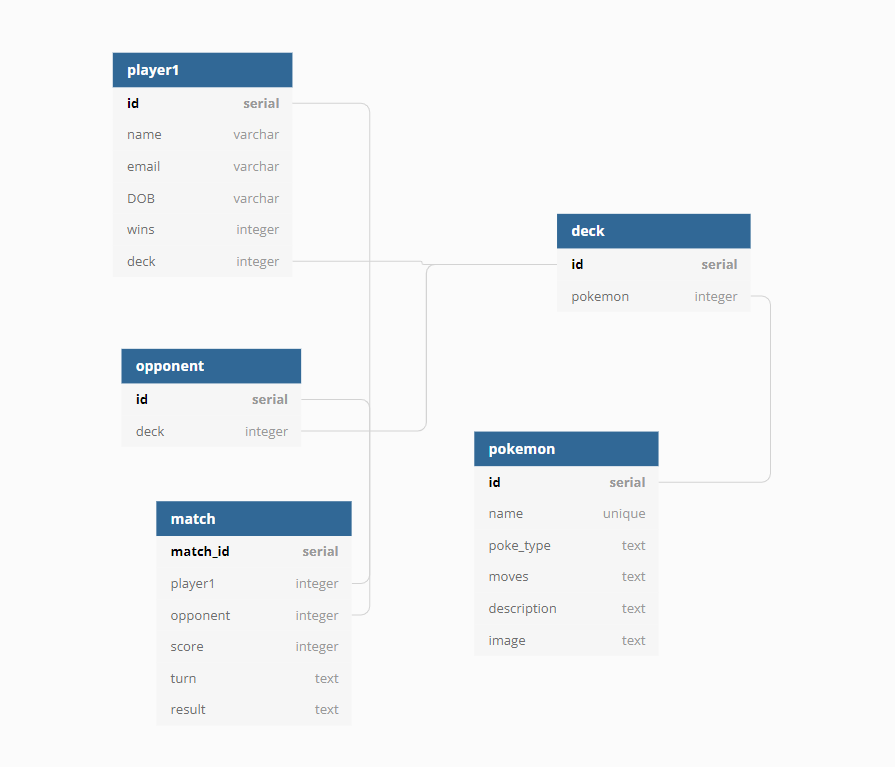 player1
id serial
name varchar
email varchar
DOB varchar
wins integer
deck integer
deck
id serial
pokemon integer
opponent
id serial
deck integer
pokemon
id serial
name unique
poke_type text
moves text
description text
image text
match
match_id serial
player1 integer
opponent integer
score integer
turn text
result text